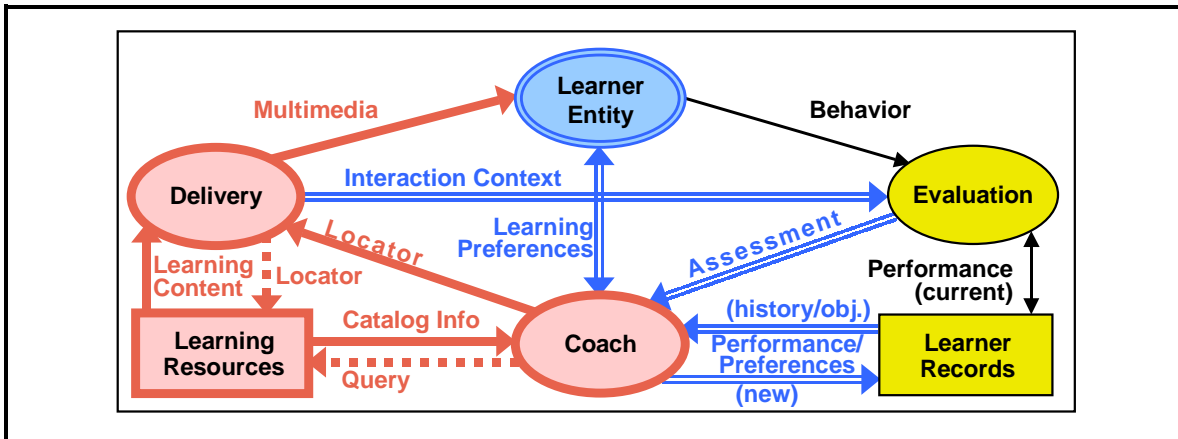 Learner
Entity
Multimedia
Behavior
Delivery
Interaction Context
Evaluation
Learning
Preferences
Locator
Assessment
Learning
Content
Locator
Performance
(current)
Learning
Resources
Catalog Info
Query
Coach
(history/obj.)
Performance/
Preferences
(new)
Learner
Records